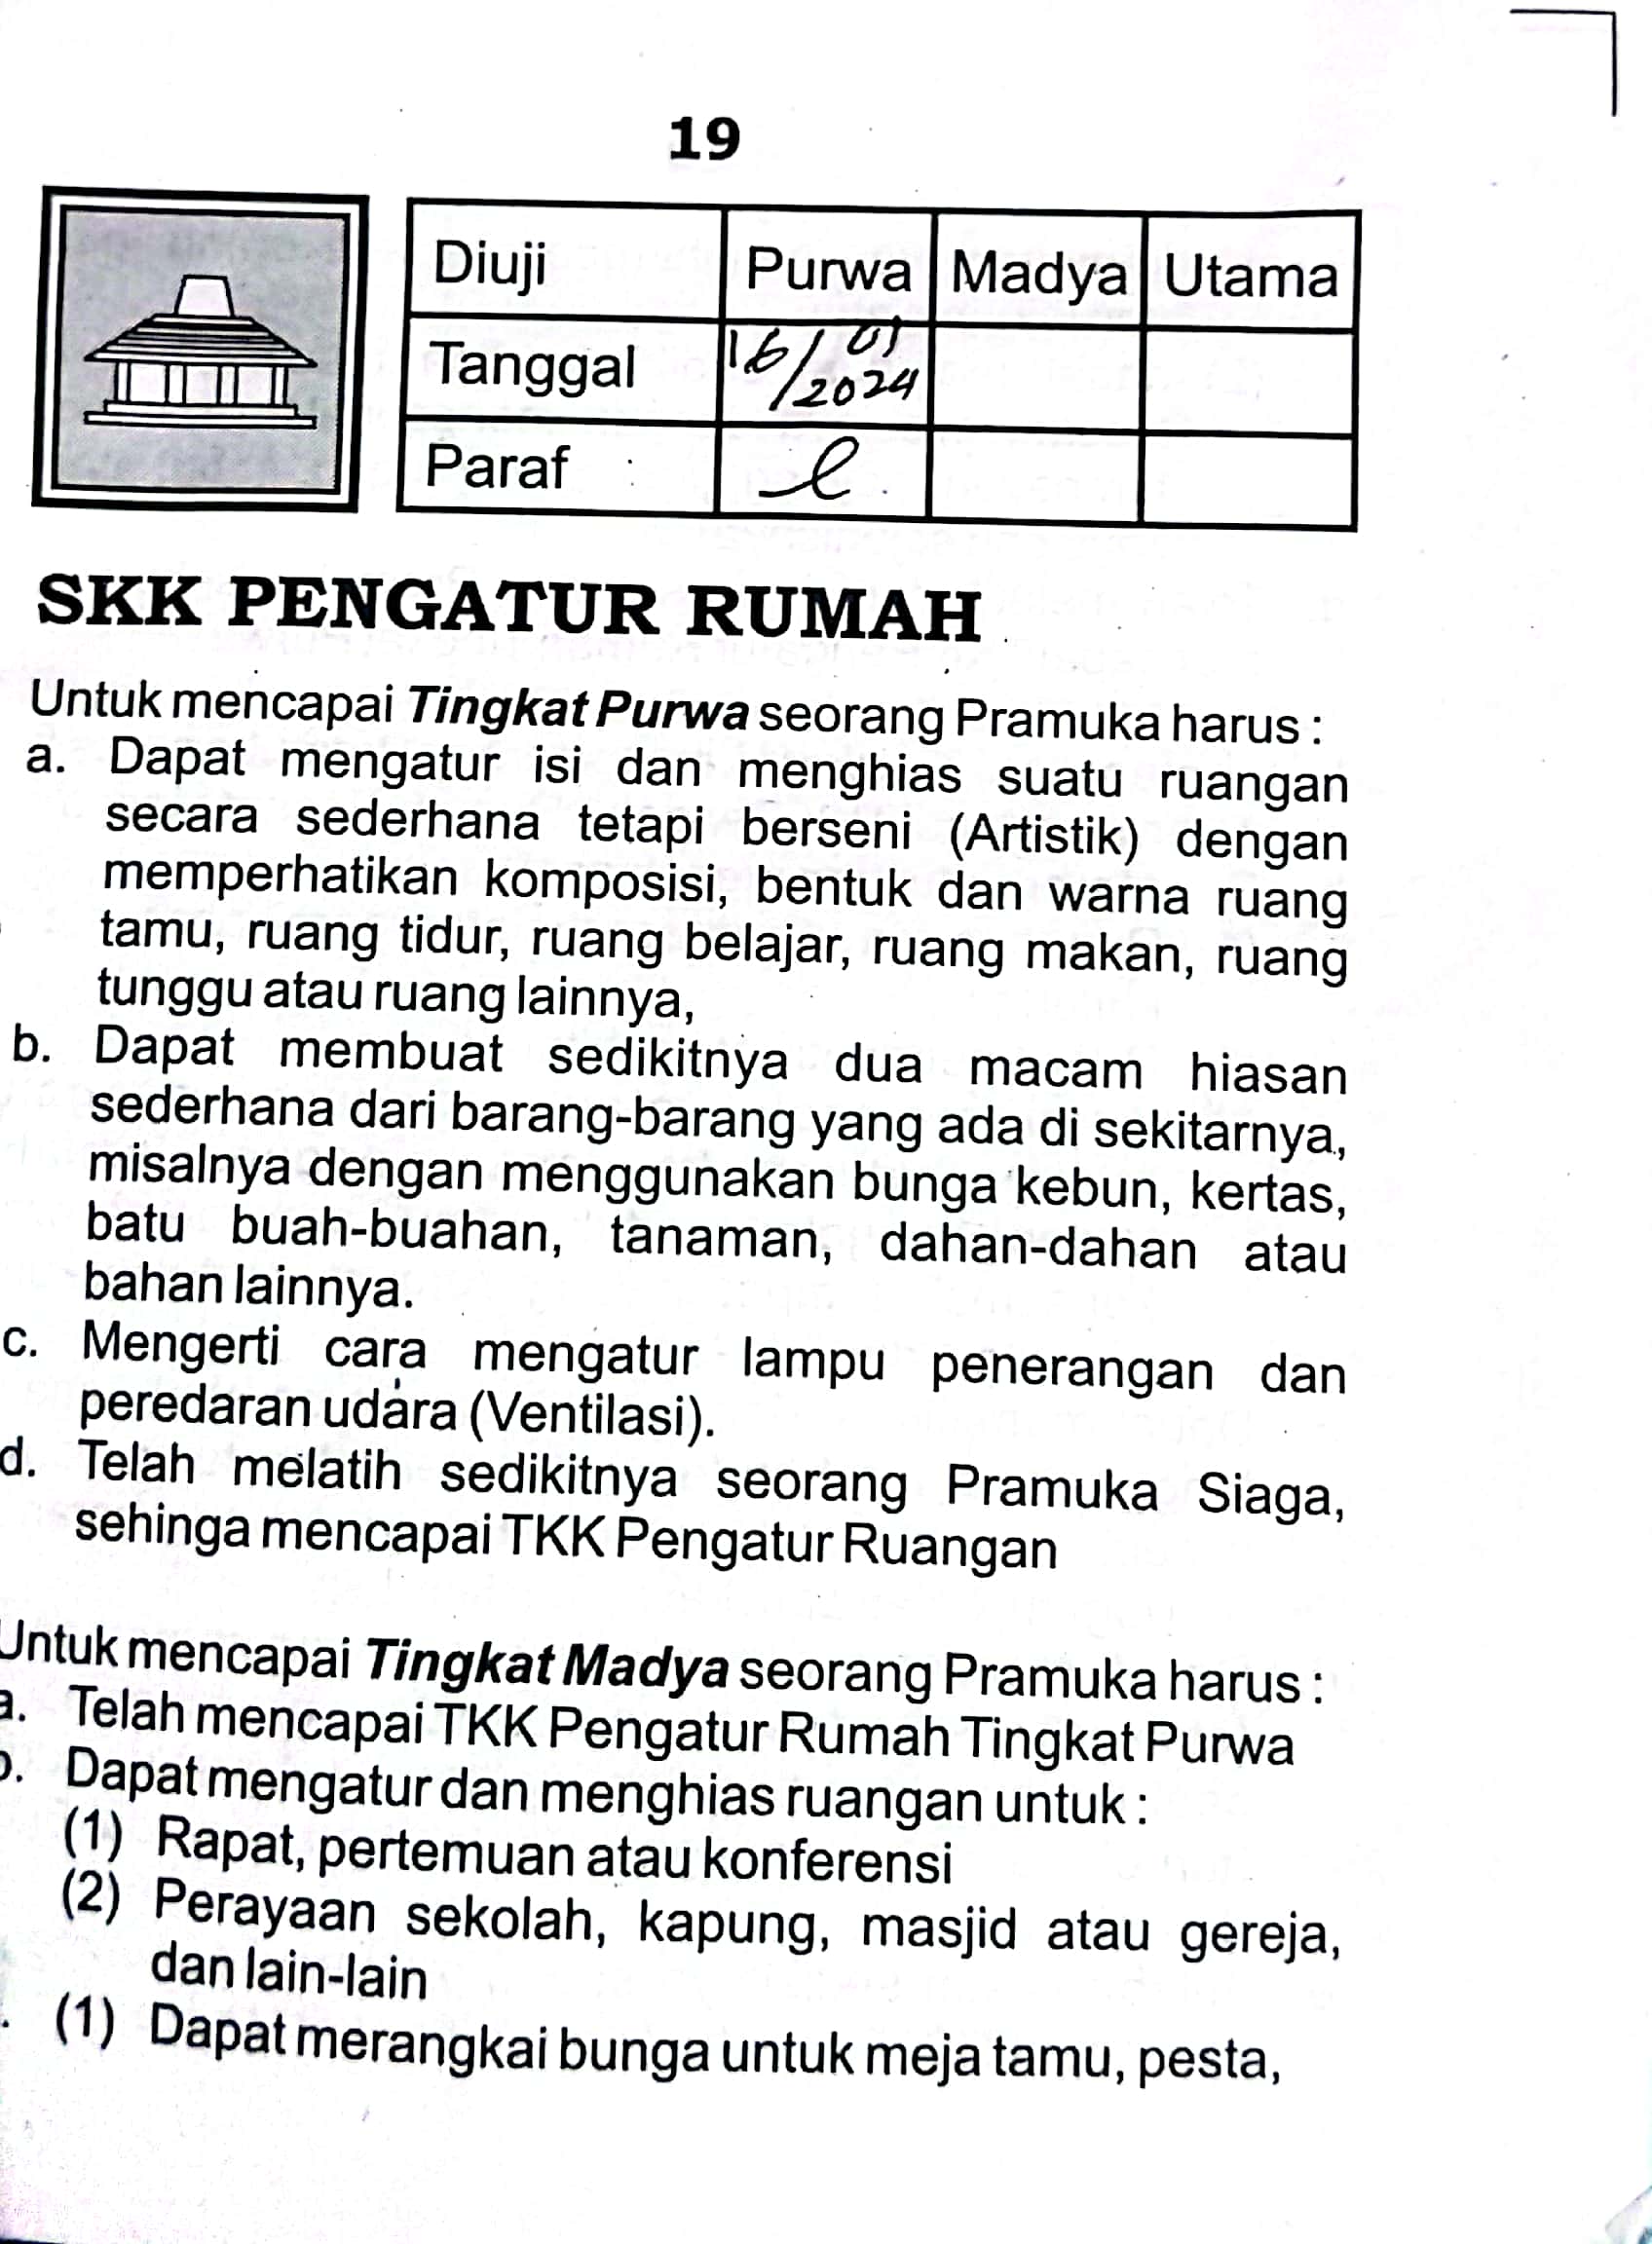 19
Diuji Purwa Madya Utama
Tanggal 16/01/2024
Paraf :
SKK PENGATUR RUMAH
Untuk mencapai Tingkat Purwa seorang Pramuka harus :
a. Dapat mengatur isi dan menghias suatu ruangan
secara sederhana tetapi berseni (Artistik) dengan
memperhatikan komposisi, bentuk dan warna ruang
tamu, ruang tidur, ruang belajar, ruang makan, ruang
tunggu atau ruang lainnya,
b. Dapat membuat sedikitnya dua macam hiasan
sederhana dari barang-barang yang ada di sekitarnya,
misalnya dengan menggunakan bunga kebun, kertas,
batu buah-buahan, tanaman, dahan-dahan atau
bahan lainnya.
c. Mengerti cara mengatur lampu penerangan dan
peredaran udara (Ventilasi).
d. Telah melatih sedikitnya seorang Pramuka Siaga,
sehinga mencapai TKK Pengatur Ruangan
Untuk mencapai Tingkat Madya seorang Pramuka harus :
a. Telah mencapai TKK Pengatur Rumah Tingkat Purwa
b. Dapat mengatur dan menghias ruangan untuk :
(1) Rapat, pertemuan atau konferensi
(2) Perayaan sekolah, kapung, masjid atau gereja,
dan lain-lain
. (1) Dapat merangkai bunga untuk meja tamu, pesta,